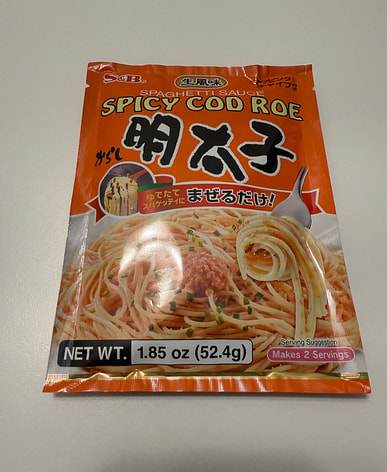 S&B
生風味
SPAGHETTI SAUCE
SPICY COD ROE
からし
明太子
ゆでたて
スパゲッティに
まぜるだけ!
NET WT. 1.85 oz (52.4g)
Serving Suggestion
Makes 2 Servings